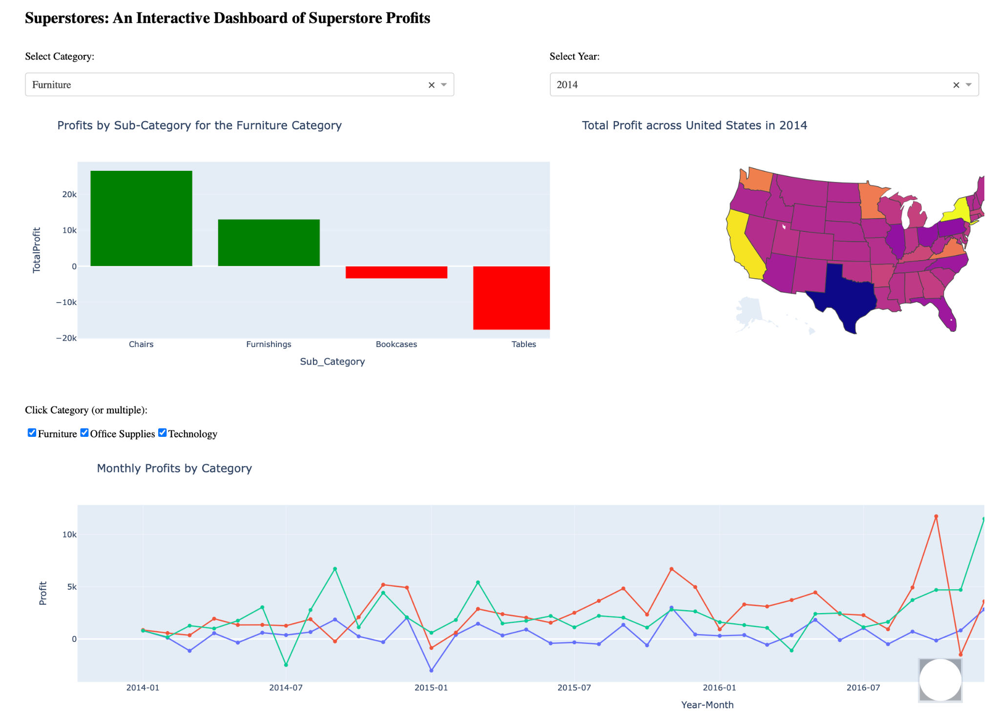 Superstores: An Interactive Dashboard of Superstore Profits
Select Category:
Select Year:
Furniture
2014
Profits by Sub-Category for the Furniture Category
Total Profit across United States in 2014
TotalProfit
20k
10k
0
−10k
−20k
Chairs
Furnishings
Bookcases
Tables
Sub_Category
Click Category (or multiple):
Furniture Office Supplies Technology
Monthly Profits by Category
Profit
10k
5k
0
2014-01
2014-07
2015-01
2015-07
2016-01
2016-07
Year-Month